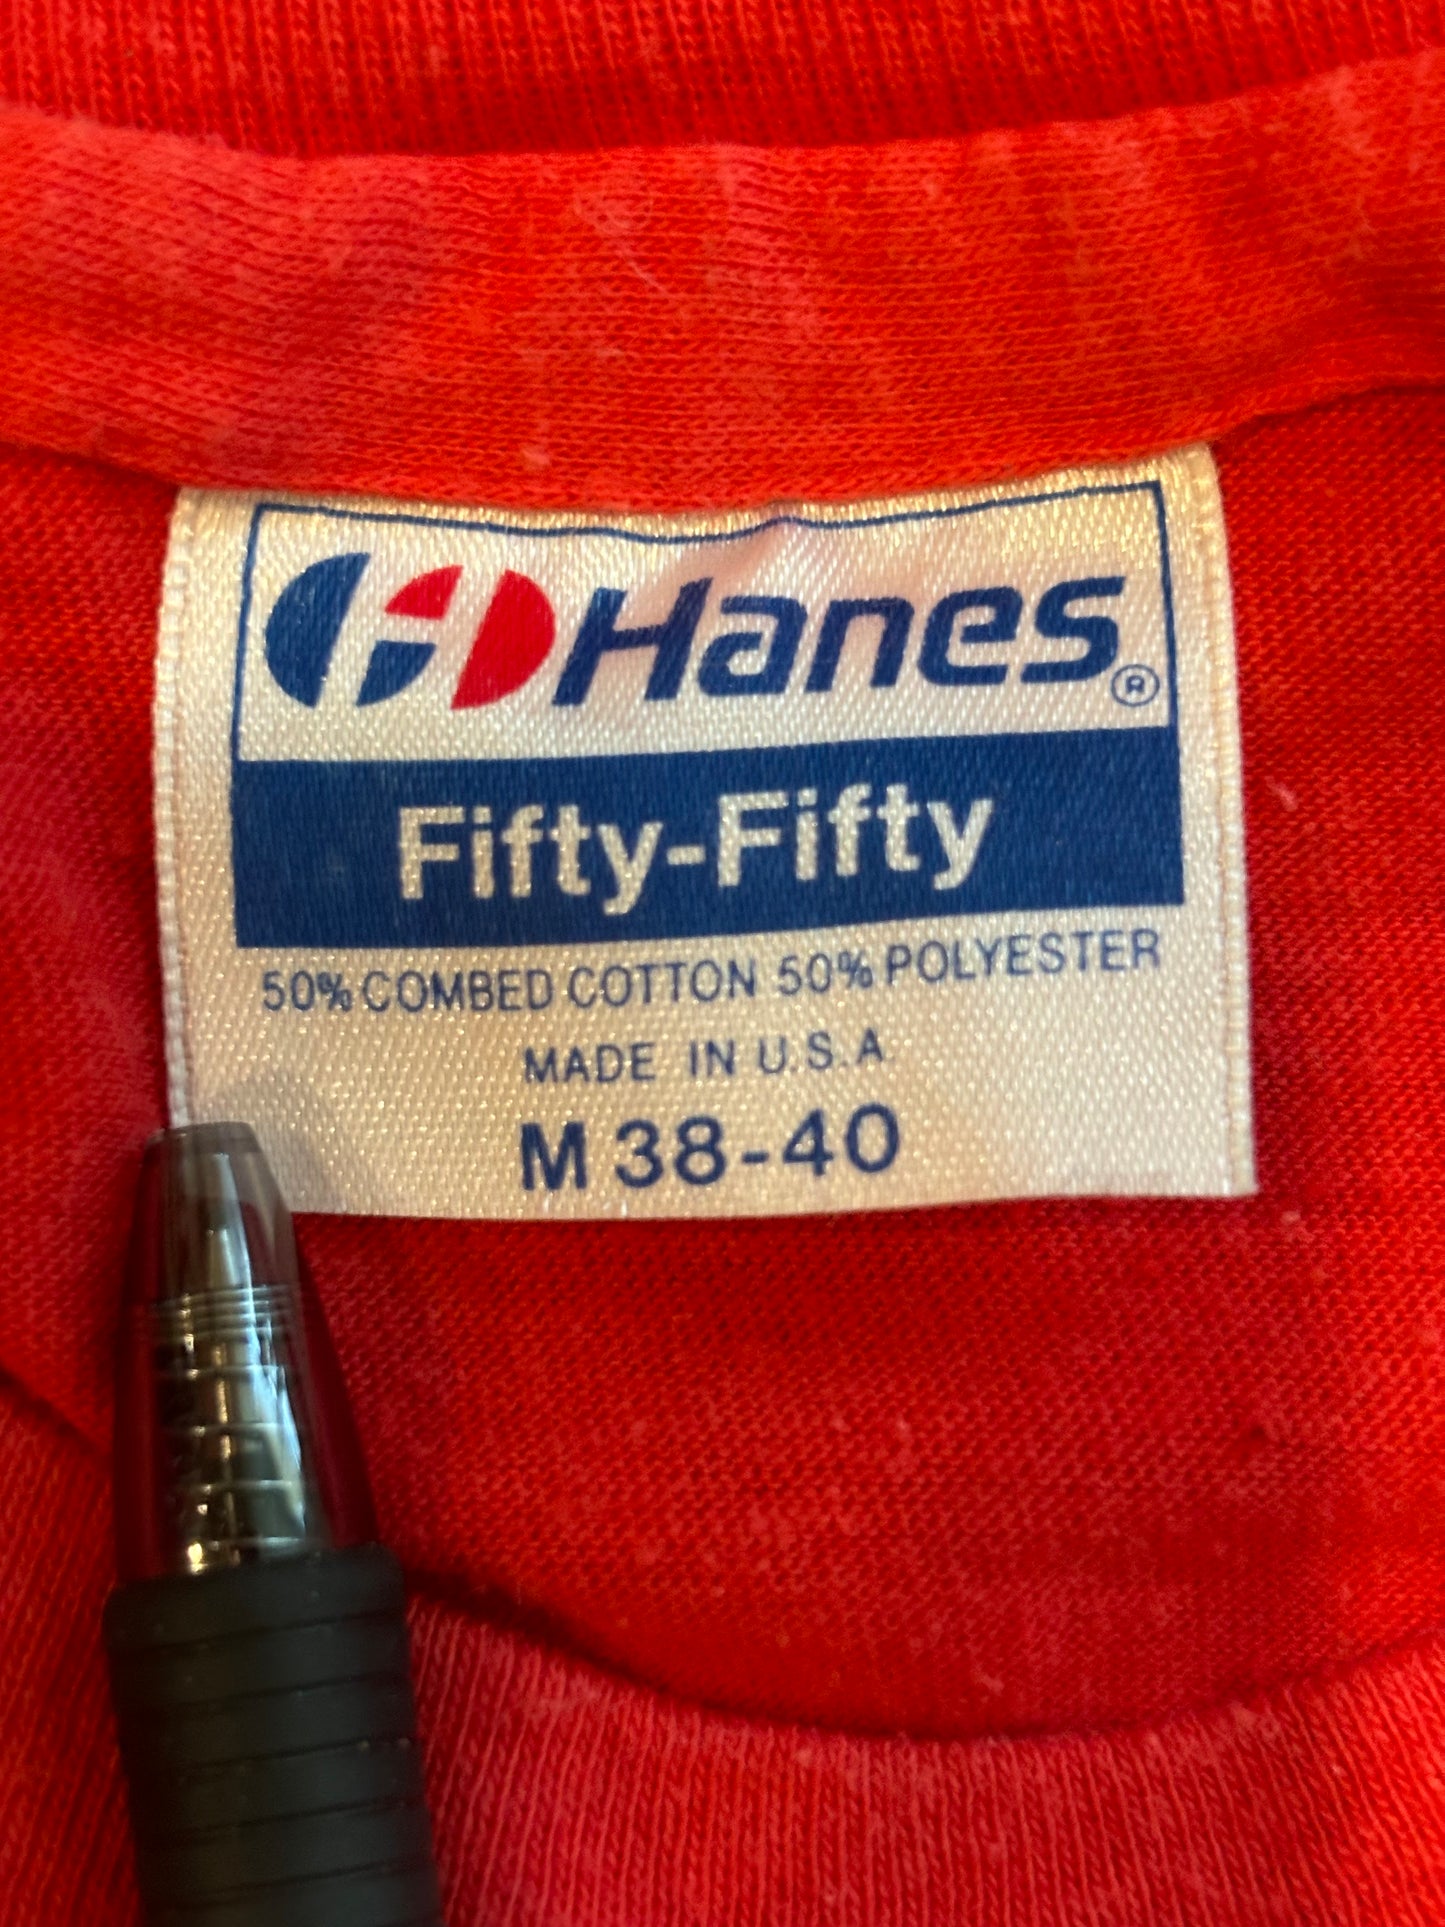 Hanes®
Fifty-Fifty
50% COMBED COTTON 50% POLYESTER
MADE IN U.S.A
M 38-40